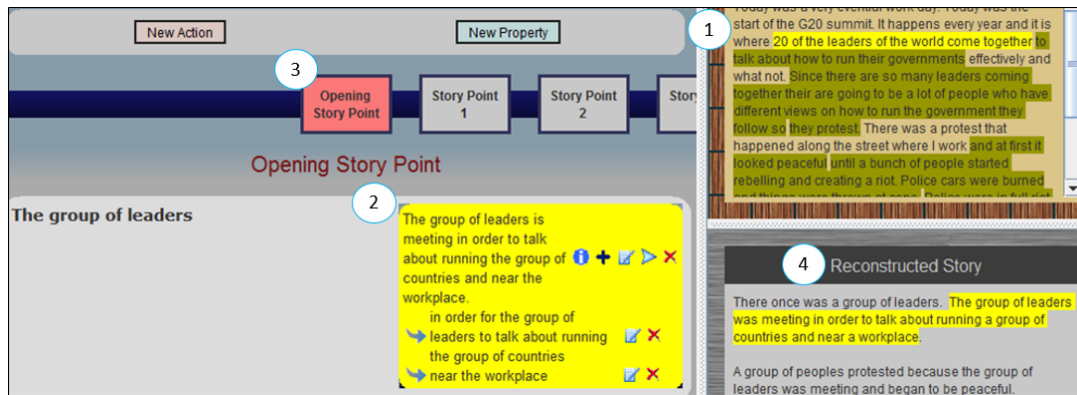 New Action
New Property
3
Opening
Story Point
Story Point
1
Story Point
2
Opening Story Point
The group of leaders
2
The group of leaders is
meeting in order to talk
about running the group of
countries and near the
workplace.
in order for the group of
leaders to talk about running
the group of countries
near the workplace
1
Today was a very eventful work day. Today was the
start of the G20 summit. It happens every year and it is
where 20 of the leaders of the world come together to
talk about how to run their governments effectively and
what not. Since there are so many leaders coming
together their are going to be a lot of people who have
different views on how to run the government they
follow so they protest. There was a protest that
happened along the street where I work and at first it
looked peaceful until a bunch of people started
rebelling and creating a riot. Police cars were burned
4
Reconstructed Story
There once was a group of leaders. The group of leaders
was meeting in order to talk about running a group of
countries and near a workplace.
A group of peoples protested because the group of
leaders was meeting and began to be peaceful.